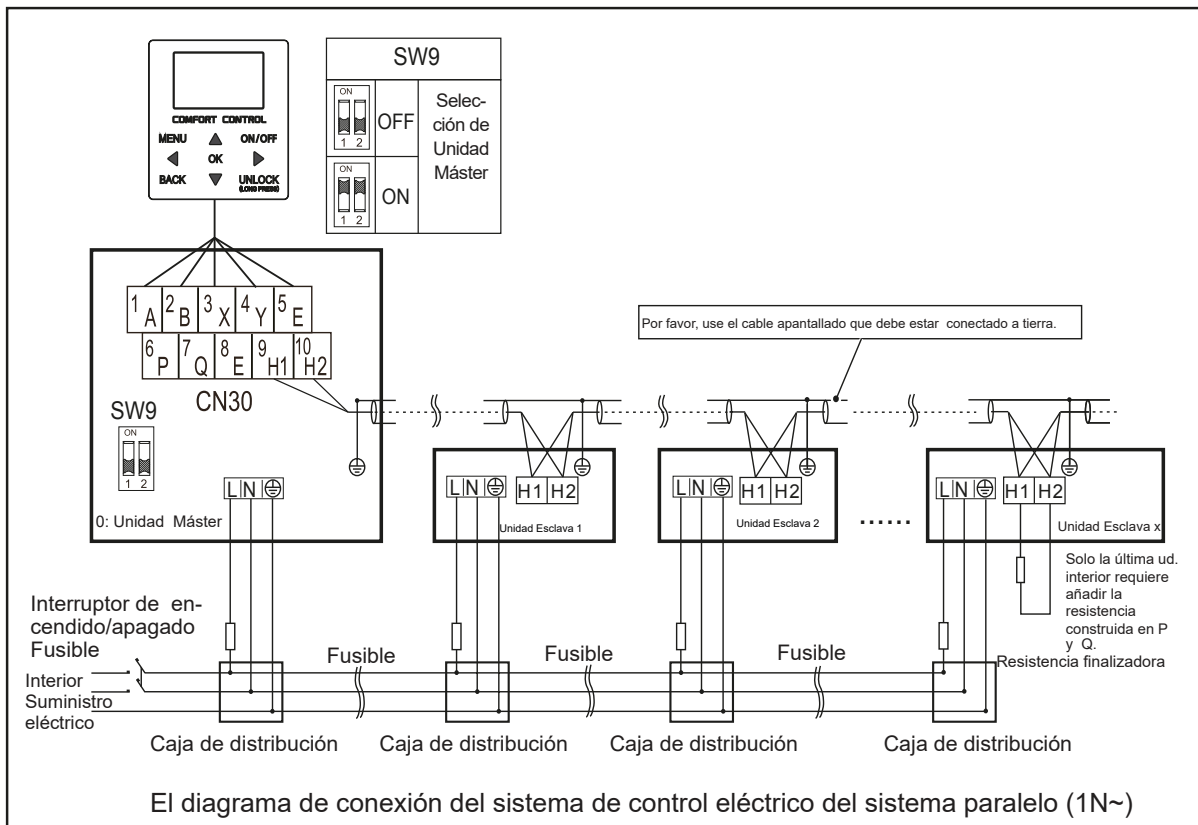 COMFORT CONTROL
MENU
ON/OFF
OK
BACK
UNLOCK
(LONG PRESS)
SW9
ON
1 2
OFF
ON
1 2
ON
Selec-
ción de
Unidad
Máster
1 A 2 B 3 X 4 Y 5 E
6 P 7 Q 8 E 9 H1 10 H2
CN30
SW9
ON
1 2
L N
0: Unidad Máster
Por favor, use el cable apantallado que debe estar conectado a tierra.
L N
H1 H2
Unidad Esclava 1
L N
H1 H2
Unidad Esclava 2
......
L N
H1 H2
Unidad Esclava x
Solo la última ud.
interior requiere
añadir la
resistencia
construida en P
y Q.
Resistencia finalizadora
Interruptor de en-
cendido/apagado
Fusible
Interior
Suministro
eléctrico
Fusible
Fusible
Fusible
Caja de distribución
Caja de distribución
Caja de distribución
Caja de distribución
El diagrama de conexión del sistema de control eléctrico del sistema paralelo (1N~)